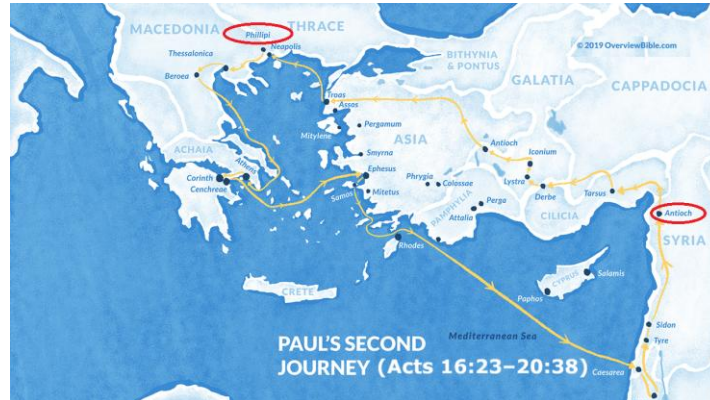 MACEDONIA
THRACE
Phillipi
Neapolis
Thessalonica
Beroea
© 2019 OverviewBible.com
BITHYNIA
& PONTUS
GALATIA
CAPPADOCIA
Troas
Assos
Mitylene
Pergamum
ASIA
Antioch
Iconium
ACHAIA
Smyrna
Lystra
Derbe
Tarsus
Athens
Corinth
Cenchreae
Ephesus
Samos
Mitetus
Phrygia
Colassae
PAMPHYLIA
Perga
Attalia
CILICIA
Antioch
SYRIA
Rhodes
CRETE
CYPRUS
Salamis
Paphos
Mediterranean Sea
Sidon
Tyre
Caesarea
PAUL'S SECOND
JOURNEY (Acts 16:23–20:38)